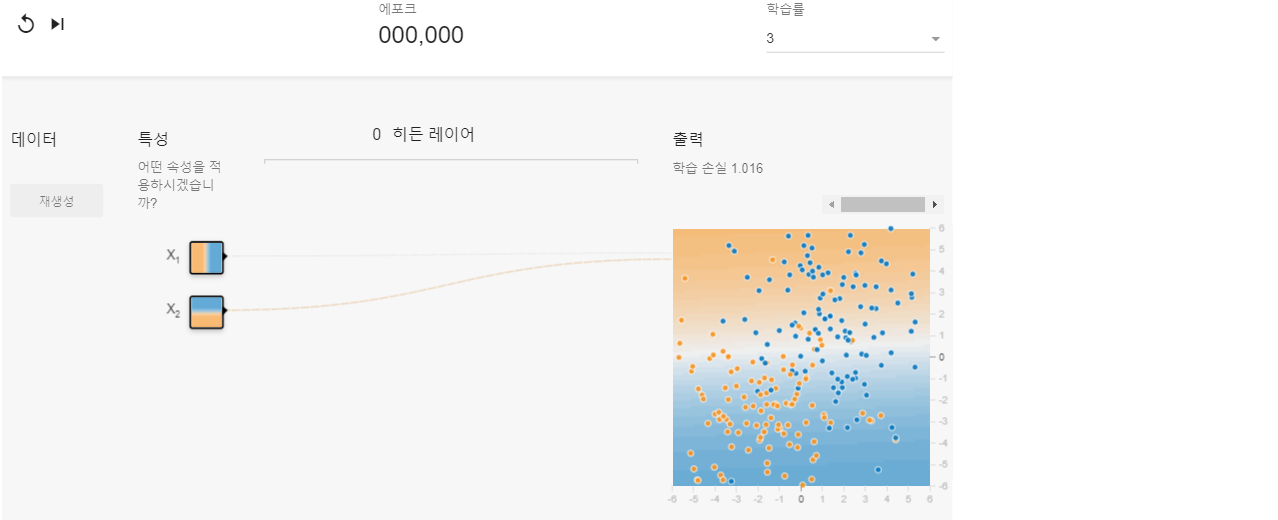 에포크
000,000
학습률
3
데이터
재생성
특성
어떤 속성을 적
용하시겠습니
까?
X1
X2
0 히든 레이어
출력
학습 손실 1.016
6
5
4
3
2
1
0
-1
-2
-3
-4
-5
-6
-6 -5 -4 -3 -2 -1 0 1 2 3 4 5 6